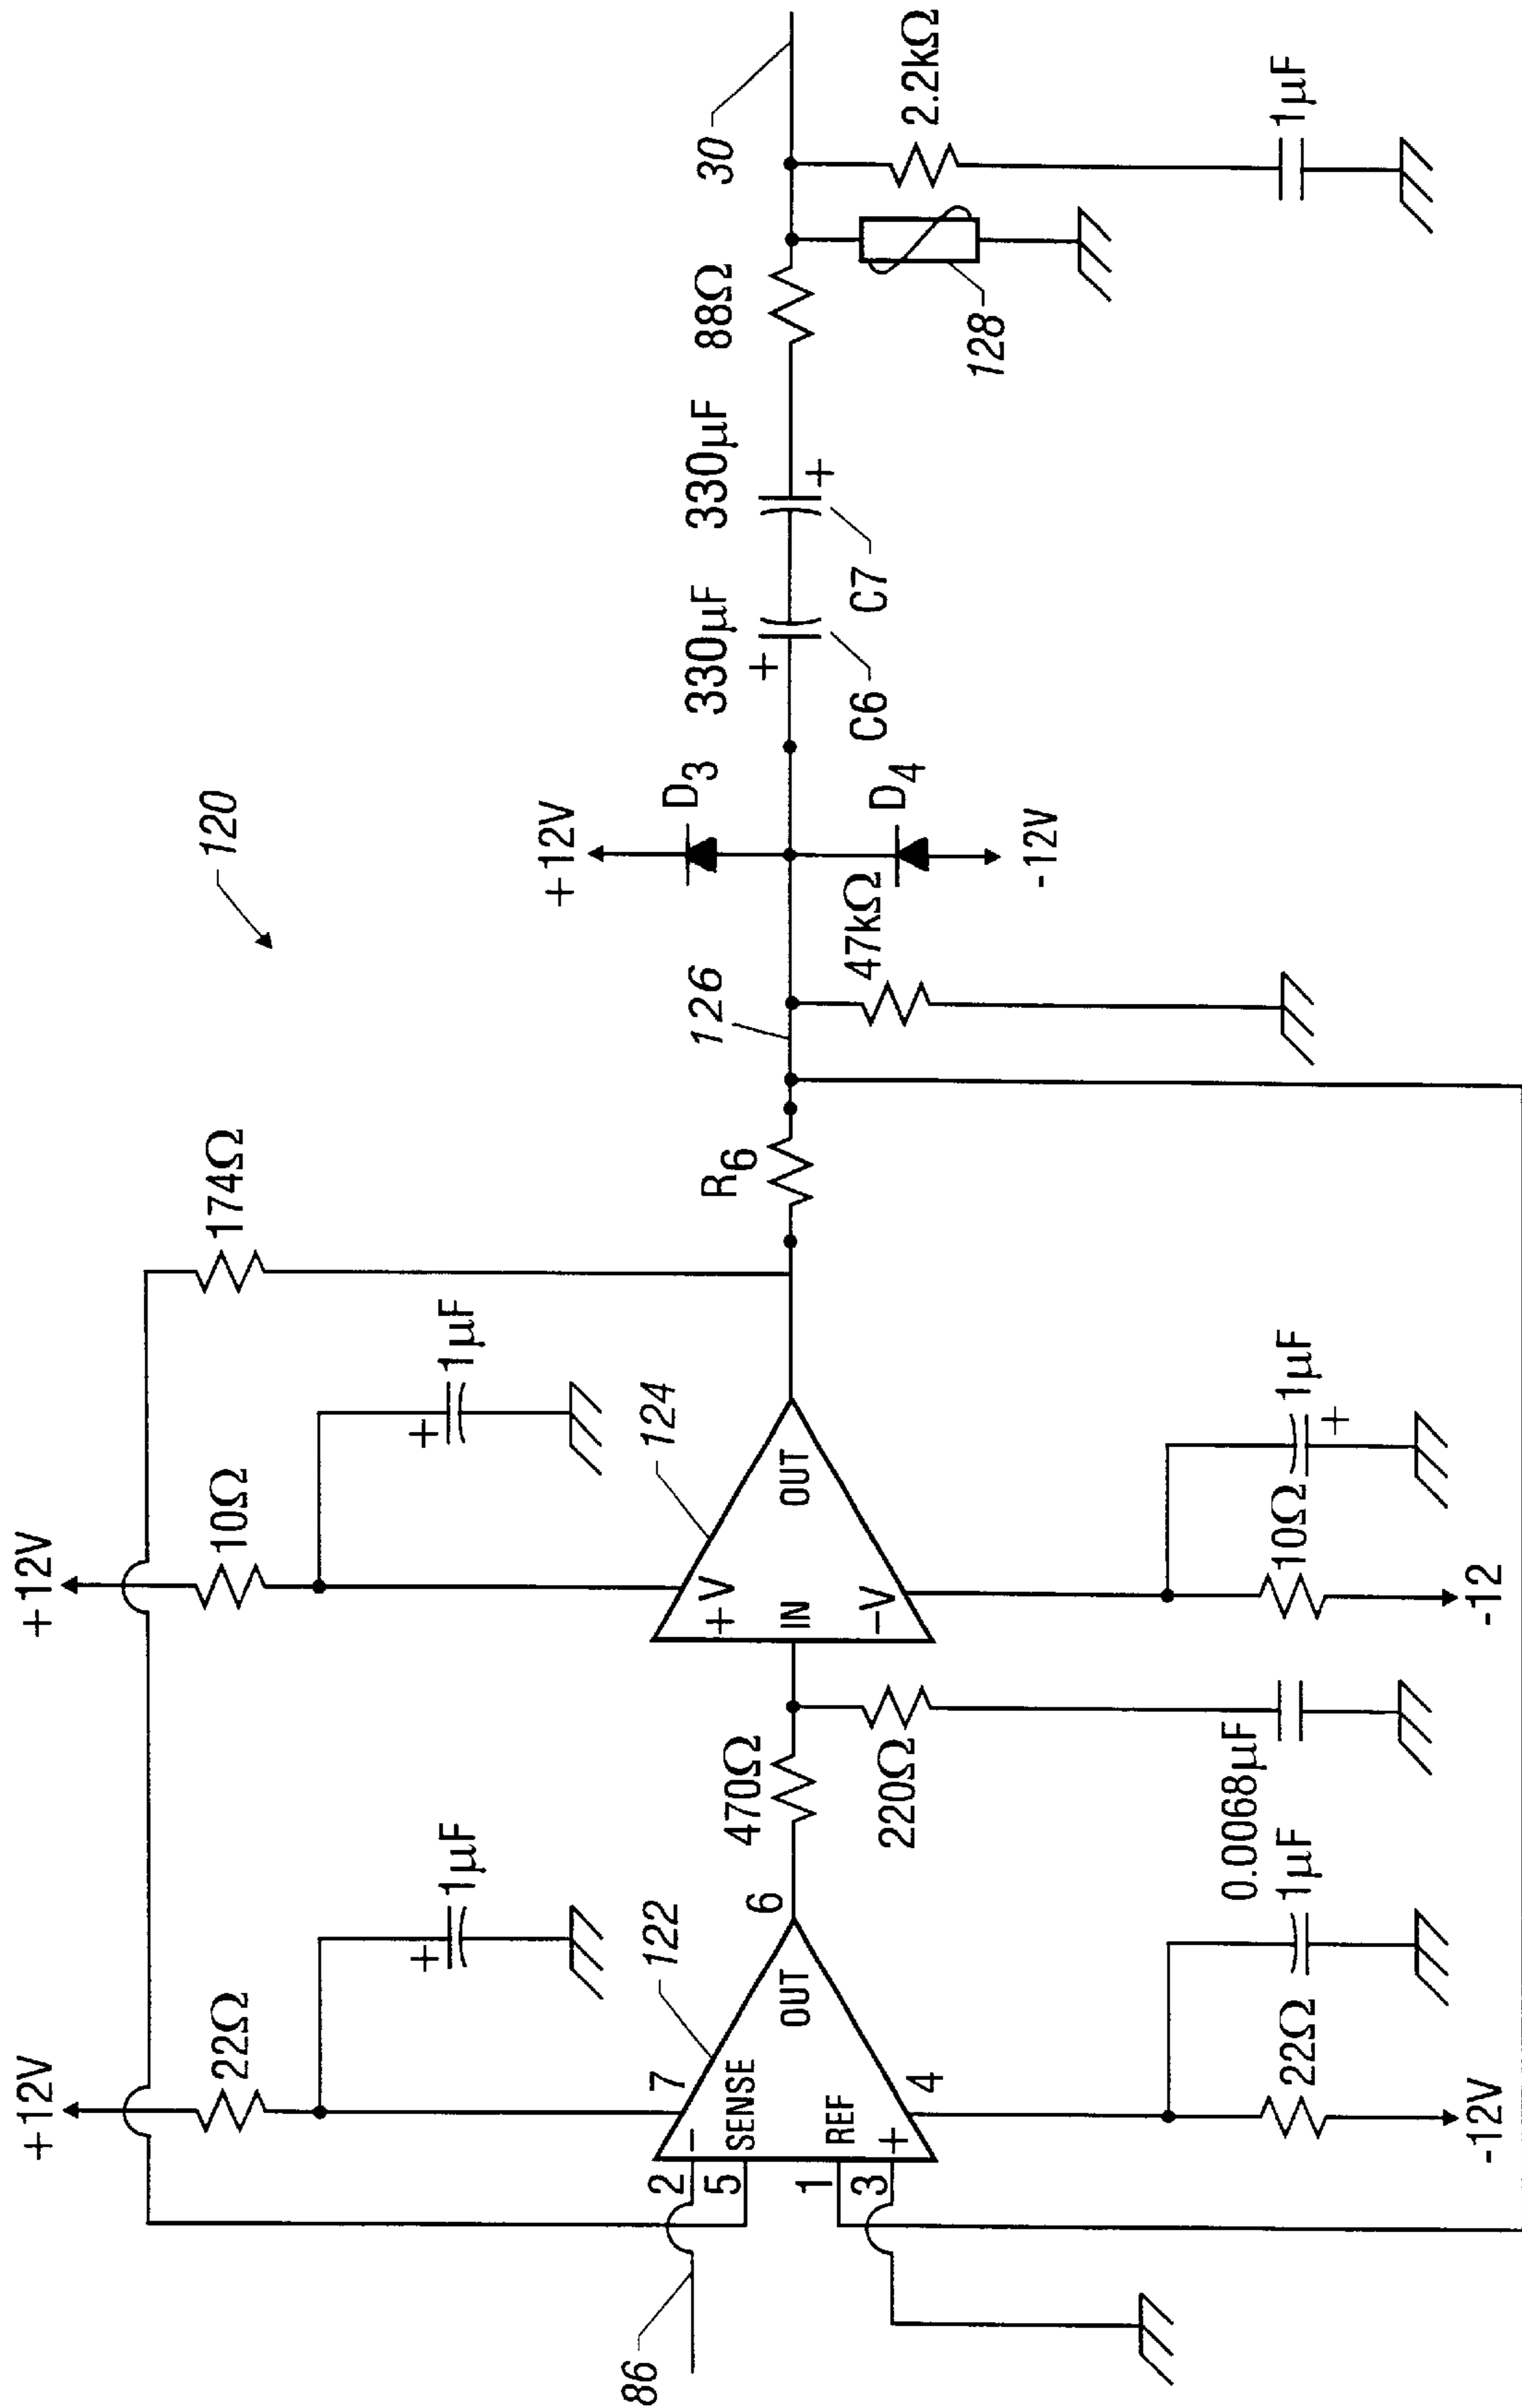 120
+12V
+12V
22Ω
10Ω
174Ω
+
1μF
+
1μF
122
124
+12V
D3
2
–
7
SENSE
5
OUT
6
470Ω
+V
IN
OUT
–V
R6
126
330μF
330μF
88Ω
30
+
+
1
REF
3
+
4
86
220Ω
47kΩ
D4
C6
C7
128
2.2kΩ
-12V
22Ω
1μF
0.0068μF
10Ω
1μF
+
1μF
-12V
-12